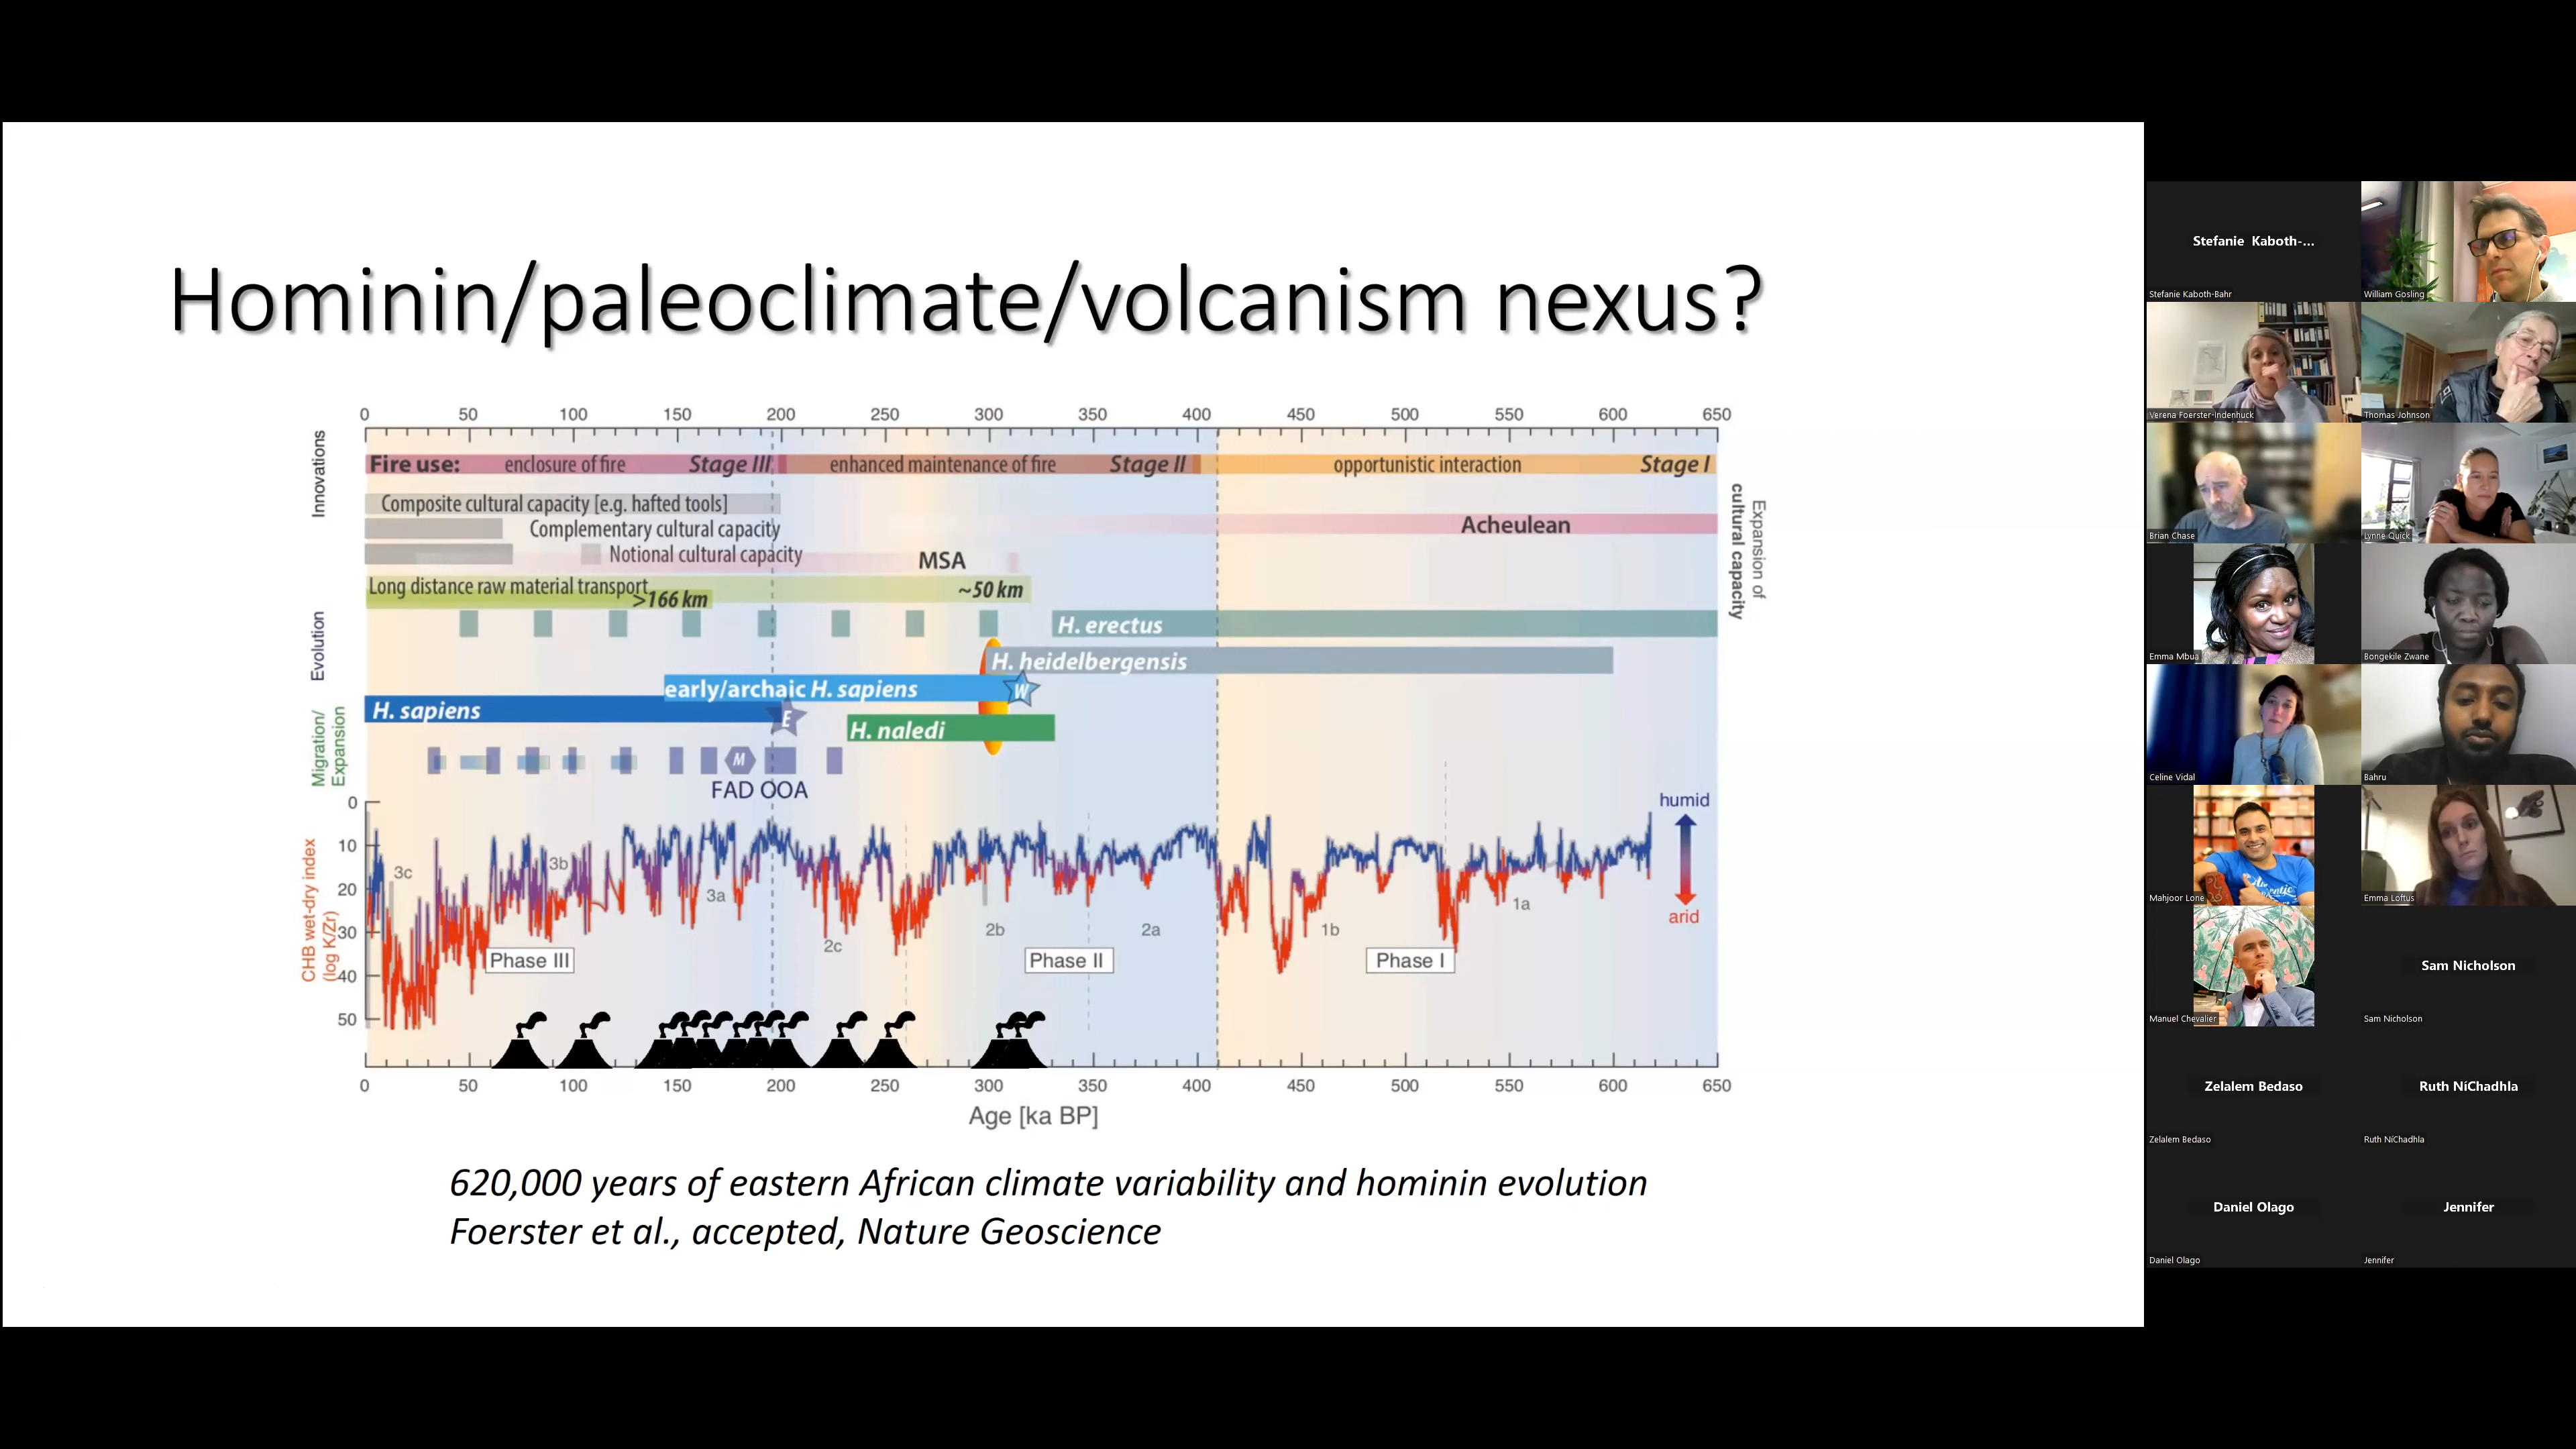 Hominin/paleoclimate/volcanism nexus?
0 50 100 150 200 250 300 350 400 450 500 550 600 650
Innovations
Fire use: enclosure of fire Stage III enhanced maintenance of fire Stage II opportunistic interaction Stage I
Composite cultural capacity [e.g. hafted tools]
Complementary cultural capacity
Acheulean
Notional cultural capacity
MSA
Expansion of
cultural capacity
Long distance raw material transport
>166 km
~50 km
Evolution
H. erectus
H. heidelbergensis
early/archaic H. sapiens
W
H. sapiens
E
H. naledi
Migration/
Expansion
M
FAD OOA
CHB wet-dry index
(log K/Zr)
0
10
20
30
40
50
humid
arid
3c
3b
3a
2c
2b
2a
1b
1a
Phase III
Phase II
Phase I
0 50 100 150 200 250 300 350 400 450 500 550 600 650
Age [ka BP]
620,000 years of eastern African climate variability and hominin evolution
Foerster et al., accepted, Nature Geoscience
Stefanie Kaboth-...
Stefanie Kaboth-Bahr
William Gosling
Verena Foerster-Indenhuck
Thomas Johnson
Brian Chase
Lynne Quick
Emma Mbua
Bongekile Zwane
Celine Vidal
Bahru
Mahjoor Lone
Emma Loftus
Manuel Chevalier
Sam Nicholson
Sam Nicholson
Zelalem Bedaso
Zelalem Bedaso
Ruth NíChadhla
Ruth NíChadhla
Daniel Olago
Daniel Olago
Jennifer
Jennifer